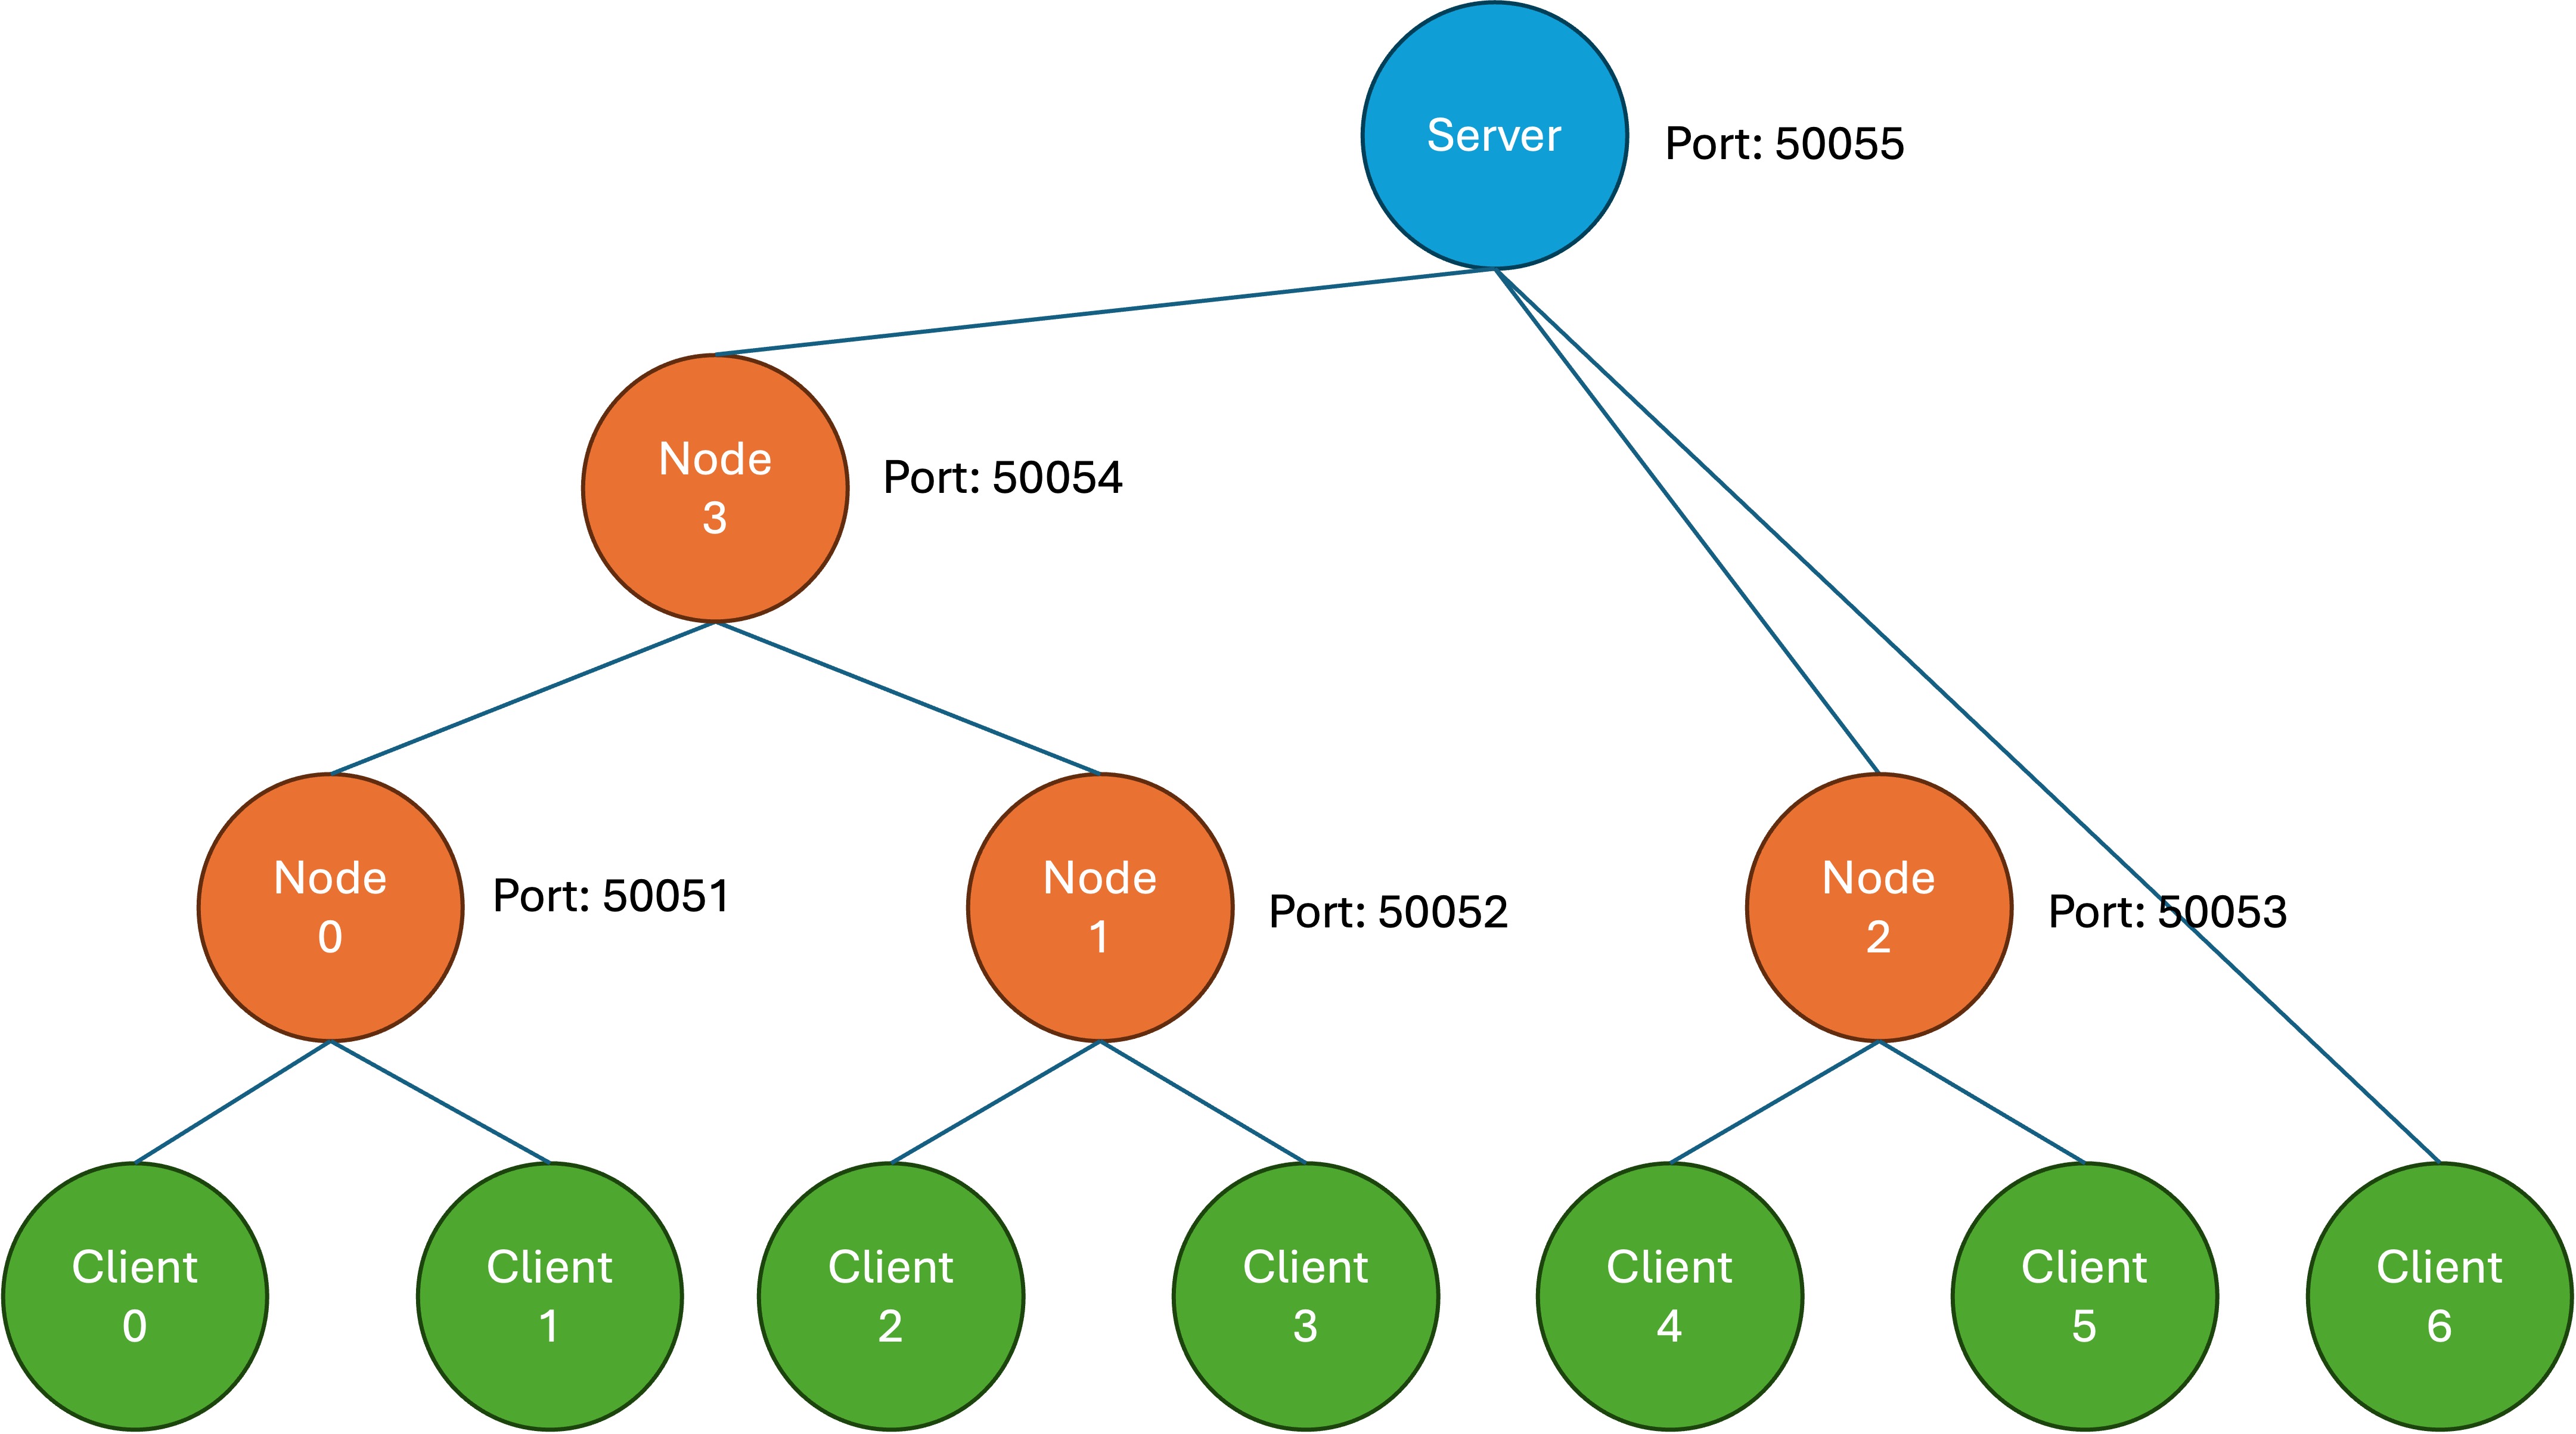 Server
Port: 50055
Node
3
Port: 50054
Node
0
Port: 50051
Node
1
Port: 50052
Node
2
Port: 50053
Client
0
Client
1
Client
2
Client
3
Client
4
Client
5
Client
6